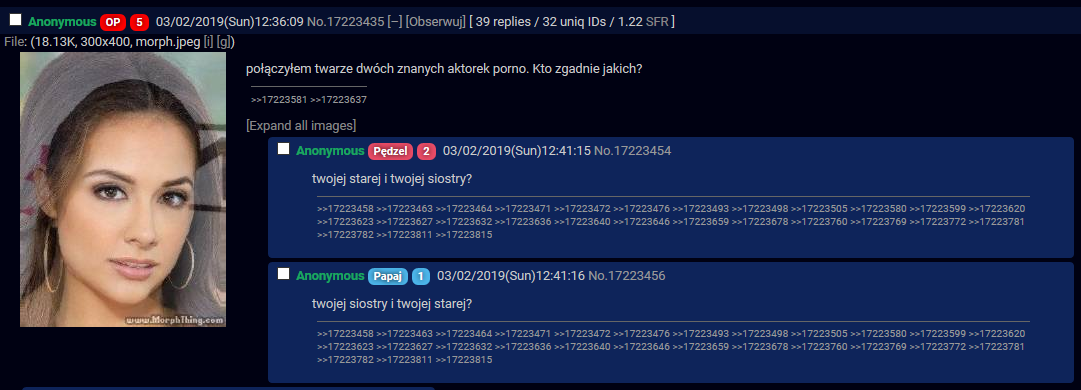 Anonymous OP 5 03/02/2019(Sun)12:36:09 No.17223435 [–] [Obserwuj] [ 39 replies / 32 uniq IDs / 1.22 SFR ]
File: (18.13K, 300x400, morph.jpeg [i] [g])
połączyłem twarze dwóch znanych aktorek porno. Kto zgadnie jakich?
>>17223581 >>17223637
[Expand all images]
Anonymous Pędzel 2 03/02/2019(Sun)12:41:15 No.17223454
twojej starej i twojej siostry?
>>17223458 >>17223463 >>17223464 >>17223471 >>17223472 >>17223476 >>17223493 >>17223498 >>17223505 >>17223580 >>17223599 >>17223620
>>17223623 >>17223627 >>17223632 >>17223636 >>17223640 >>17223646 >>17223659 >>17223678 >>17223760 >>17223769 >>17223772 >>17223781
>>17223782 >>17223811 >>17223815
Anonymous Papaj 1 03/02/2019(Sun)12:41:16 No.17223456
twojej siostry i twojej starej?
>>17223458 >>17223463 >>17223464 >>17223471 >>17223472 >>17223476 >>17223493 >>17223498 >>17223505 >>17223580 >>17223599 >>17223620
>>17223623 >>17223627 >>17223632 >>17223636 >>17223640 >>17223646 >>17223659 >>17223678 >>17223760 >>17223769 >>17223772 >>17223781
>>17223782 >>17223811 >>17223815
www.MorphThing.com